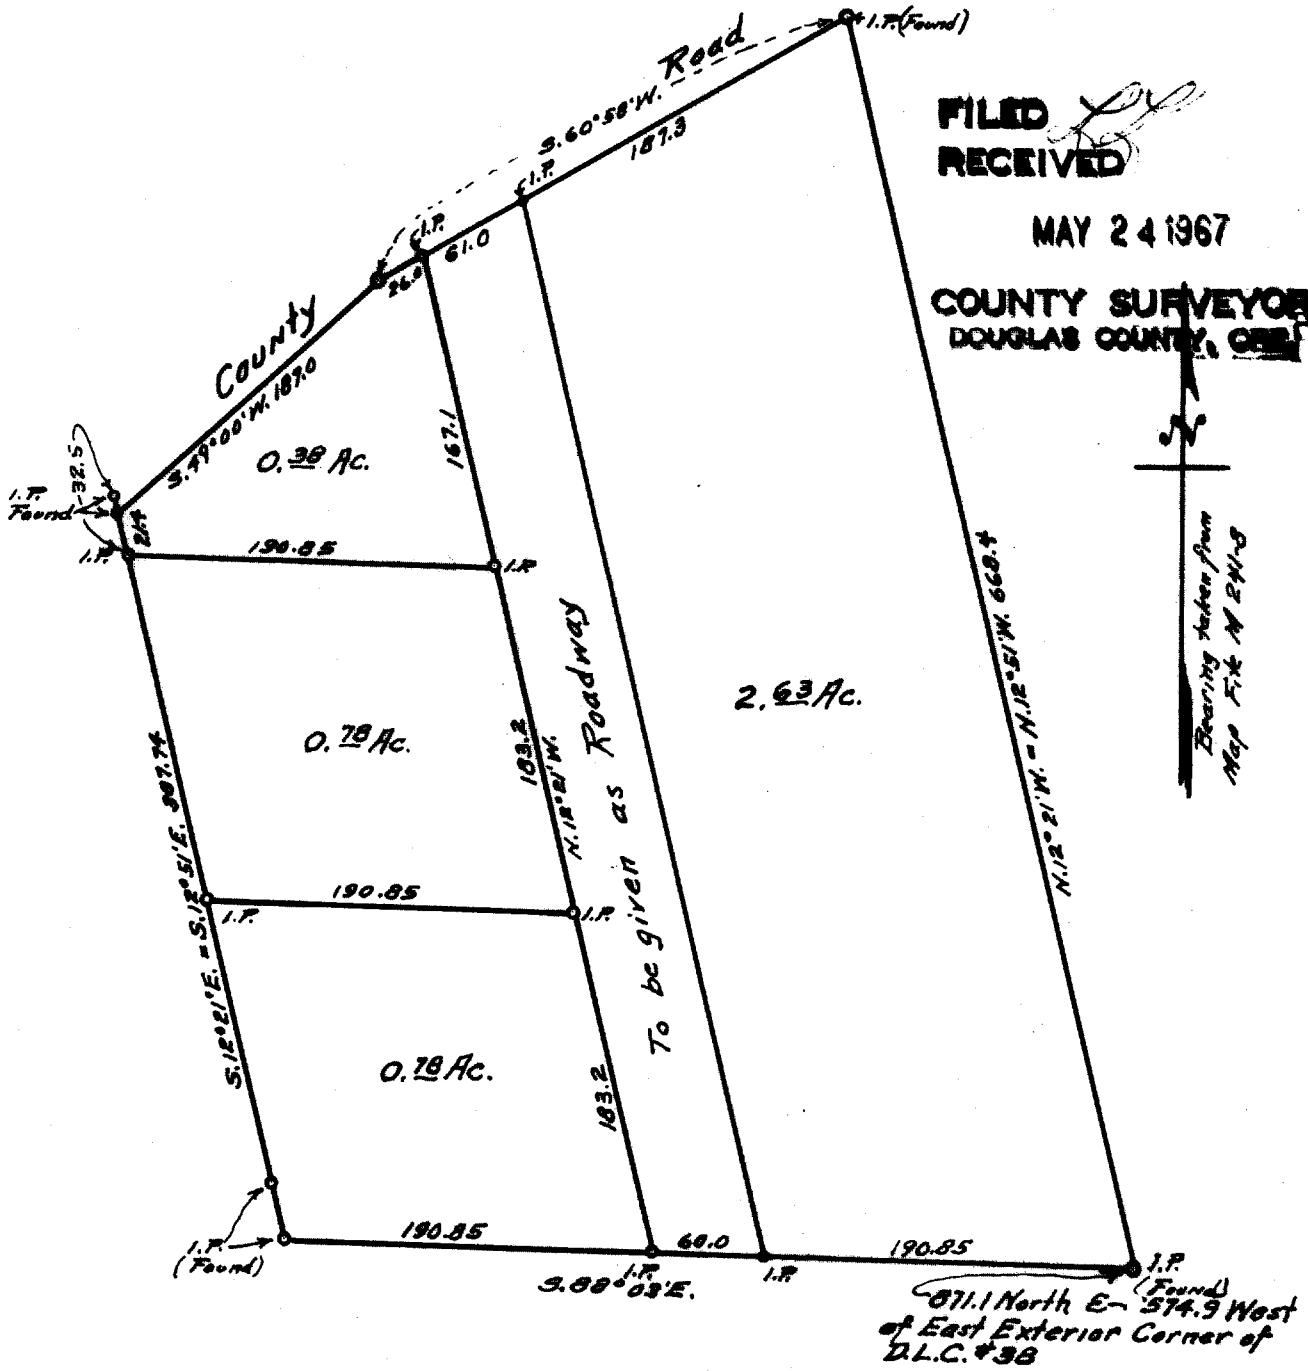 I.P. (Found)
Road
S.60°58'W.
187.3
FILED
RECEIVED
MAY 24 1967
COUNTY SURVEYOR
DOUGLAS COUNTY, ORE.
I.P.
I.P.
61.0
26.0
County
S.49°00'W. 187.0
167.1
0.38 Ac.
N
32.5
I.P.
Found
21.4
I.P.
190.85
I.P.
Bearing taken from
Map File M 241-8
N.12°21'W. = N.12°51'W. 668.4
2.63 Ac.
0.78 Ac.
183.2
N.12°21'W.
To be given as Roadway
S.12°21'E. = S.12°51'E. 387.74
190.85
I.P.
I.P.
0.78 Ac.
183.2
I.P.
(Found)
190.85
60.0
190.85
I.P.
I.P.
I.P.
(Found)
S.88°03'E.
871.1 North & 574.9 West
of East Exterior Corner of
D.L.C. #38